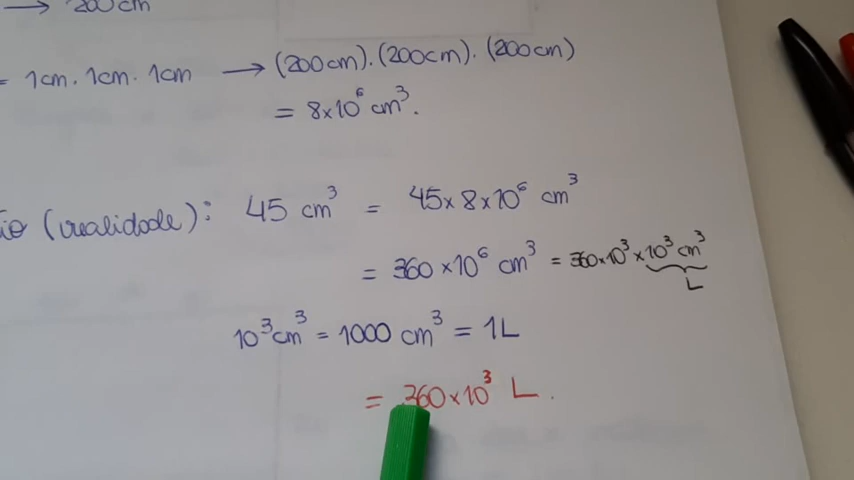 → 200cm
= 1cm. 1cm. 1cm → (200cm).(200cm).(200cm)
= 8x10⁶ cm³.
(realidade): 45 cm³ = 45x8x10⁶ cm³
= 360x10⁶ cm³ = 360x10³x10³cm³
L
10³cm³ = 1000 cm³ = 1L
= 360x10³ L.